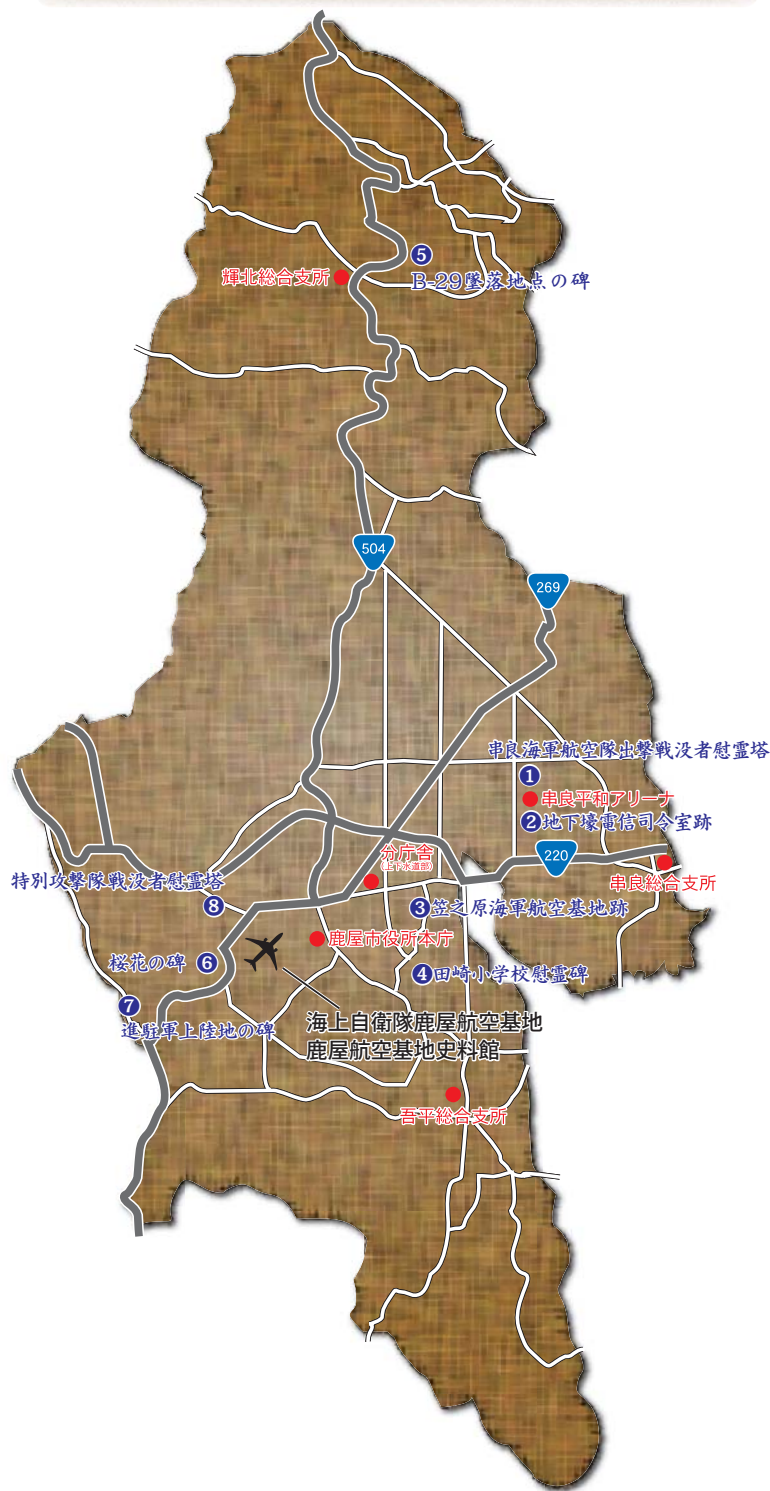 ⑤
B-29墜落地点の碑
輝北総合支所
504
269
串良海軍航空隊出撃戦没者慰霊塔
①
串良平和アリーナ
②地下壕電信司令室跡
220
分庁舎
(上下水道部)
串良総合支所
特別攻撃隊戦没者慰霊塔
⑧
③笠之原海軍航空基地跡
鹿屋市役所本庁
桜花の碑 ⑥
④田崎小学校慰霊碑
⑦
進駐軍上陸地の碑
海上自衛隊鹿屋航空基地
鹿屋航空基地史料館
吾平総合支所